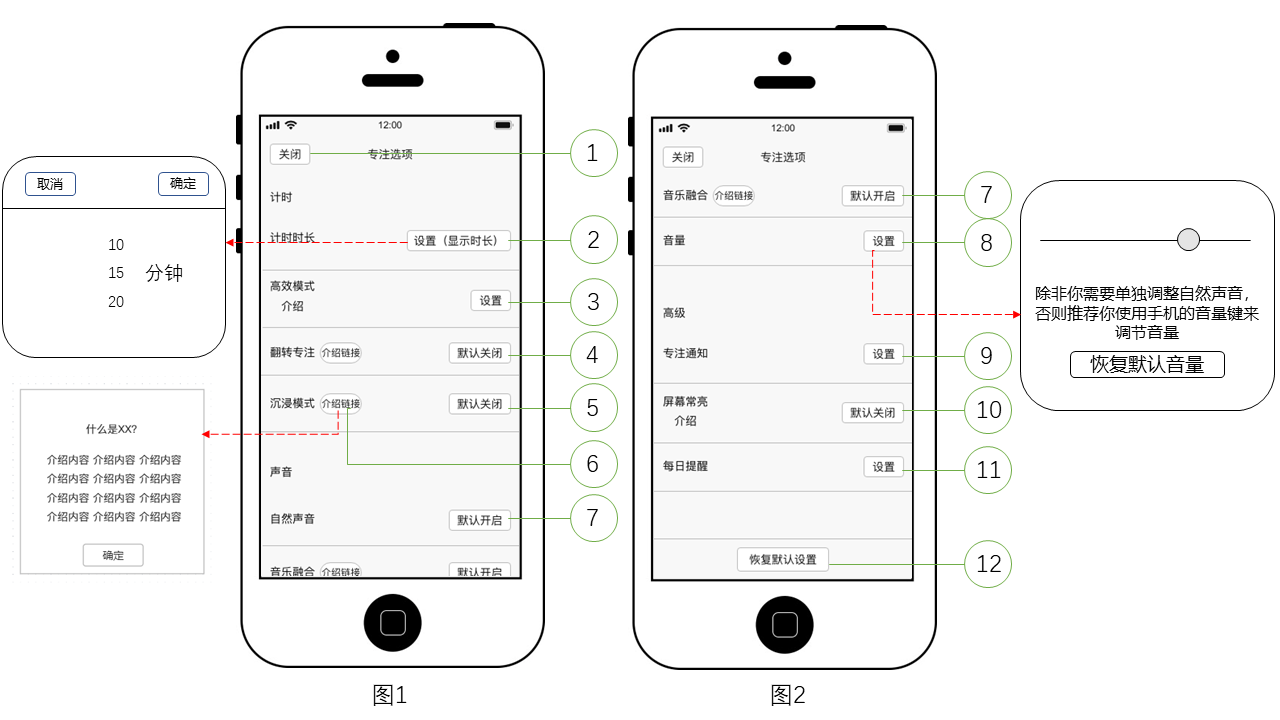 取消
确定
10
15 分钟
20
什么是XX?
介绍内容 介绍内容 介绍内容
介绍内容 介绍内容 介绍内容
介绍内容 介绍内容 介绍内容
介绍内容 介绍内容 介绍内容
确定
12:00
关闭
专注选项
计时
计时时长
设置（显示时长）
高效模式
介绍
设置
翻转专注
介绍链接
默认关闭
沉浸模式
介绍链接
默认关闭
声音
自然声音
默认开启
音乐融合
介绍链接
默认开启
1
2
3
4
5
6
7
图1
12:00
关闭
专注选项
音乐融合
介绍链接
默认开启
音量
设置
高级
专注通知
设置
屏幕常亮
介绍
默认关闭
每日提醒
设置
恢复默认设置
7
8
9
10
11
12
图2
除非你需要单独调整自然声音，
否则推荐你使用手机的音量键来
调节音量
恢复默认音量